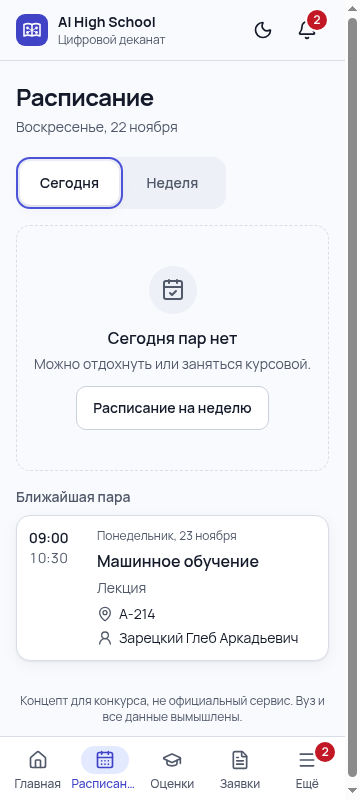 AI High School
Цифровой деканат
2
Расписание
Воскресенье, 22 ноября
Сегодня
Неделя
Сегодня пар нет
Можно отдохнуть или заняться курсовой.
Расписание на неделю
Ближайшая пара
09:00
10:30
Понедельник, 23 ноября
Машинное обучение
Лекция
А-214
Зарецкий Глеб Аркадьевич
Концепт для конкурса, не официальный сервис. Вуз и
все данные вымышлены.
2
Главная
Расписан…
Оценки
Заявки
Ещё